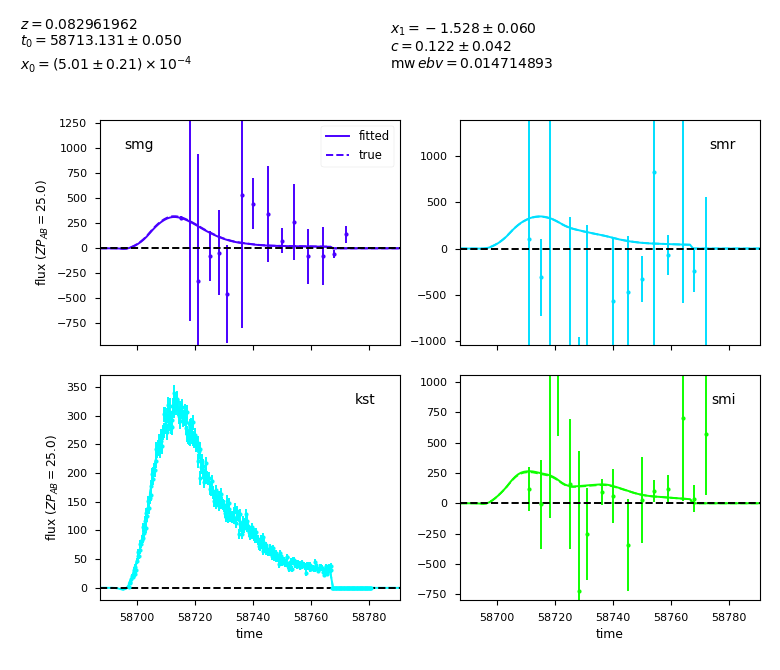 z = 0.082961962
t₀ = 58713.131 ± 0.050
x₀ = (5.01 ± 0.21) × 10⁻⁴
x₁ = −1.528 ± 0.060
c = 0.122 ± 0.042
mw ebv = 0.014714893
smg
fitted
true
1250
1000
750
500
250
0
−250
−500
−750
flux (ZP_AB = 25.0)
smr
1000
500
0
−500
−1000
kst
350
300
250
200
150
100
50
0
flux (ZP_AB = 25.0)
58700 58720 58740 58760 58780
time
smi
1000
750
500
250
0
−250
−500
−750
58700 58720 58740 58760 58780
time